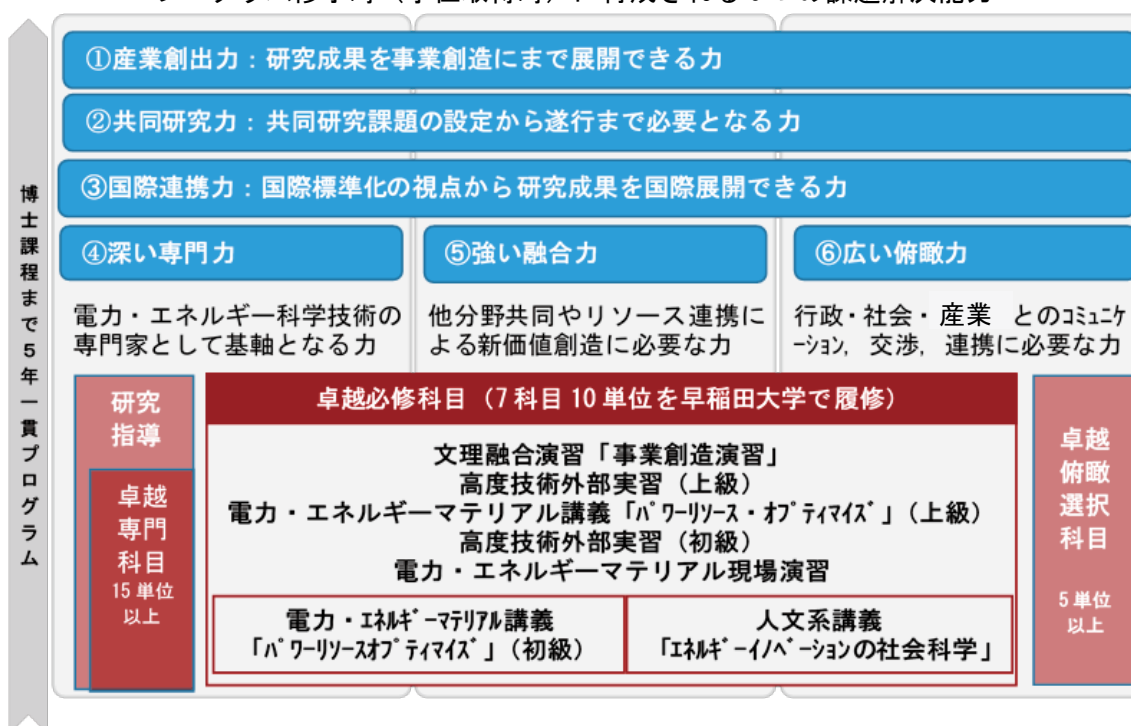 ①産業創出力：研究成果を事業創造にまで展開できる力
②共同研究力：共同研究課題の設定から遂行まで必要となる力
③国際連携力：国際標準化の視点から研究成果を国際展開できる力
博士課程まで５年一貫プログラム
④深い専門力
⑤強い融合力
⑥広い俯瞰力
電力・エネルギー科学技術の
専門家として基軸となる力
他分野共同やリソース連携に
よる新価値創造に必要な力
行政・社会・産業 とのｺﾐｭﾆｹ
ｰｼｮﾝ，交渉，連携に必要な力
研究
指導
卓越
専門
科目
15 単位
以上
卓越必修科目（7 科目 10 単位を早稲田大学で履修）
文理融合演習「事業創造演習」
高度技術外部実習（上級）
電力・エネルギーマテリアル講義「ﾊﾟﾜｰﾘｿｰｽ・ｵﾌﾟﾃｨﾏｲｽﾞ」（上級）
高度技術外部実習（初級）
電力・エネルギーマテリアル現場演習
電力・ｴﾈﾙｷﾞｰﾏﾃﾘｱﾙ講義
「ﾊﾟﾜｰﾘｿｰｽｵﾌﾟﾃｨﾏｲｽﾞ」（初級）
人文系講義
「ｴﾈﾙｷﾞｰｲﾉﾍﾞｰｼｮﾝの社会科学」
卓越
俯瞰
選択
科目
5 単位
以上